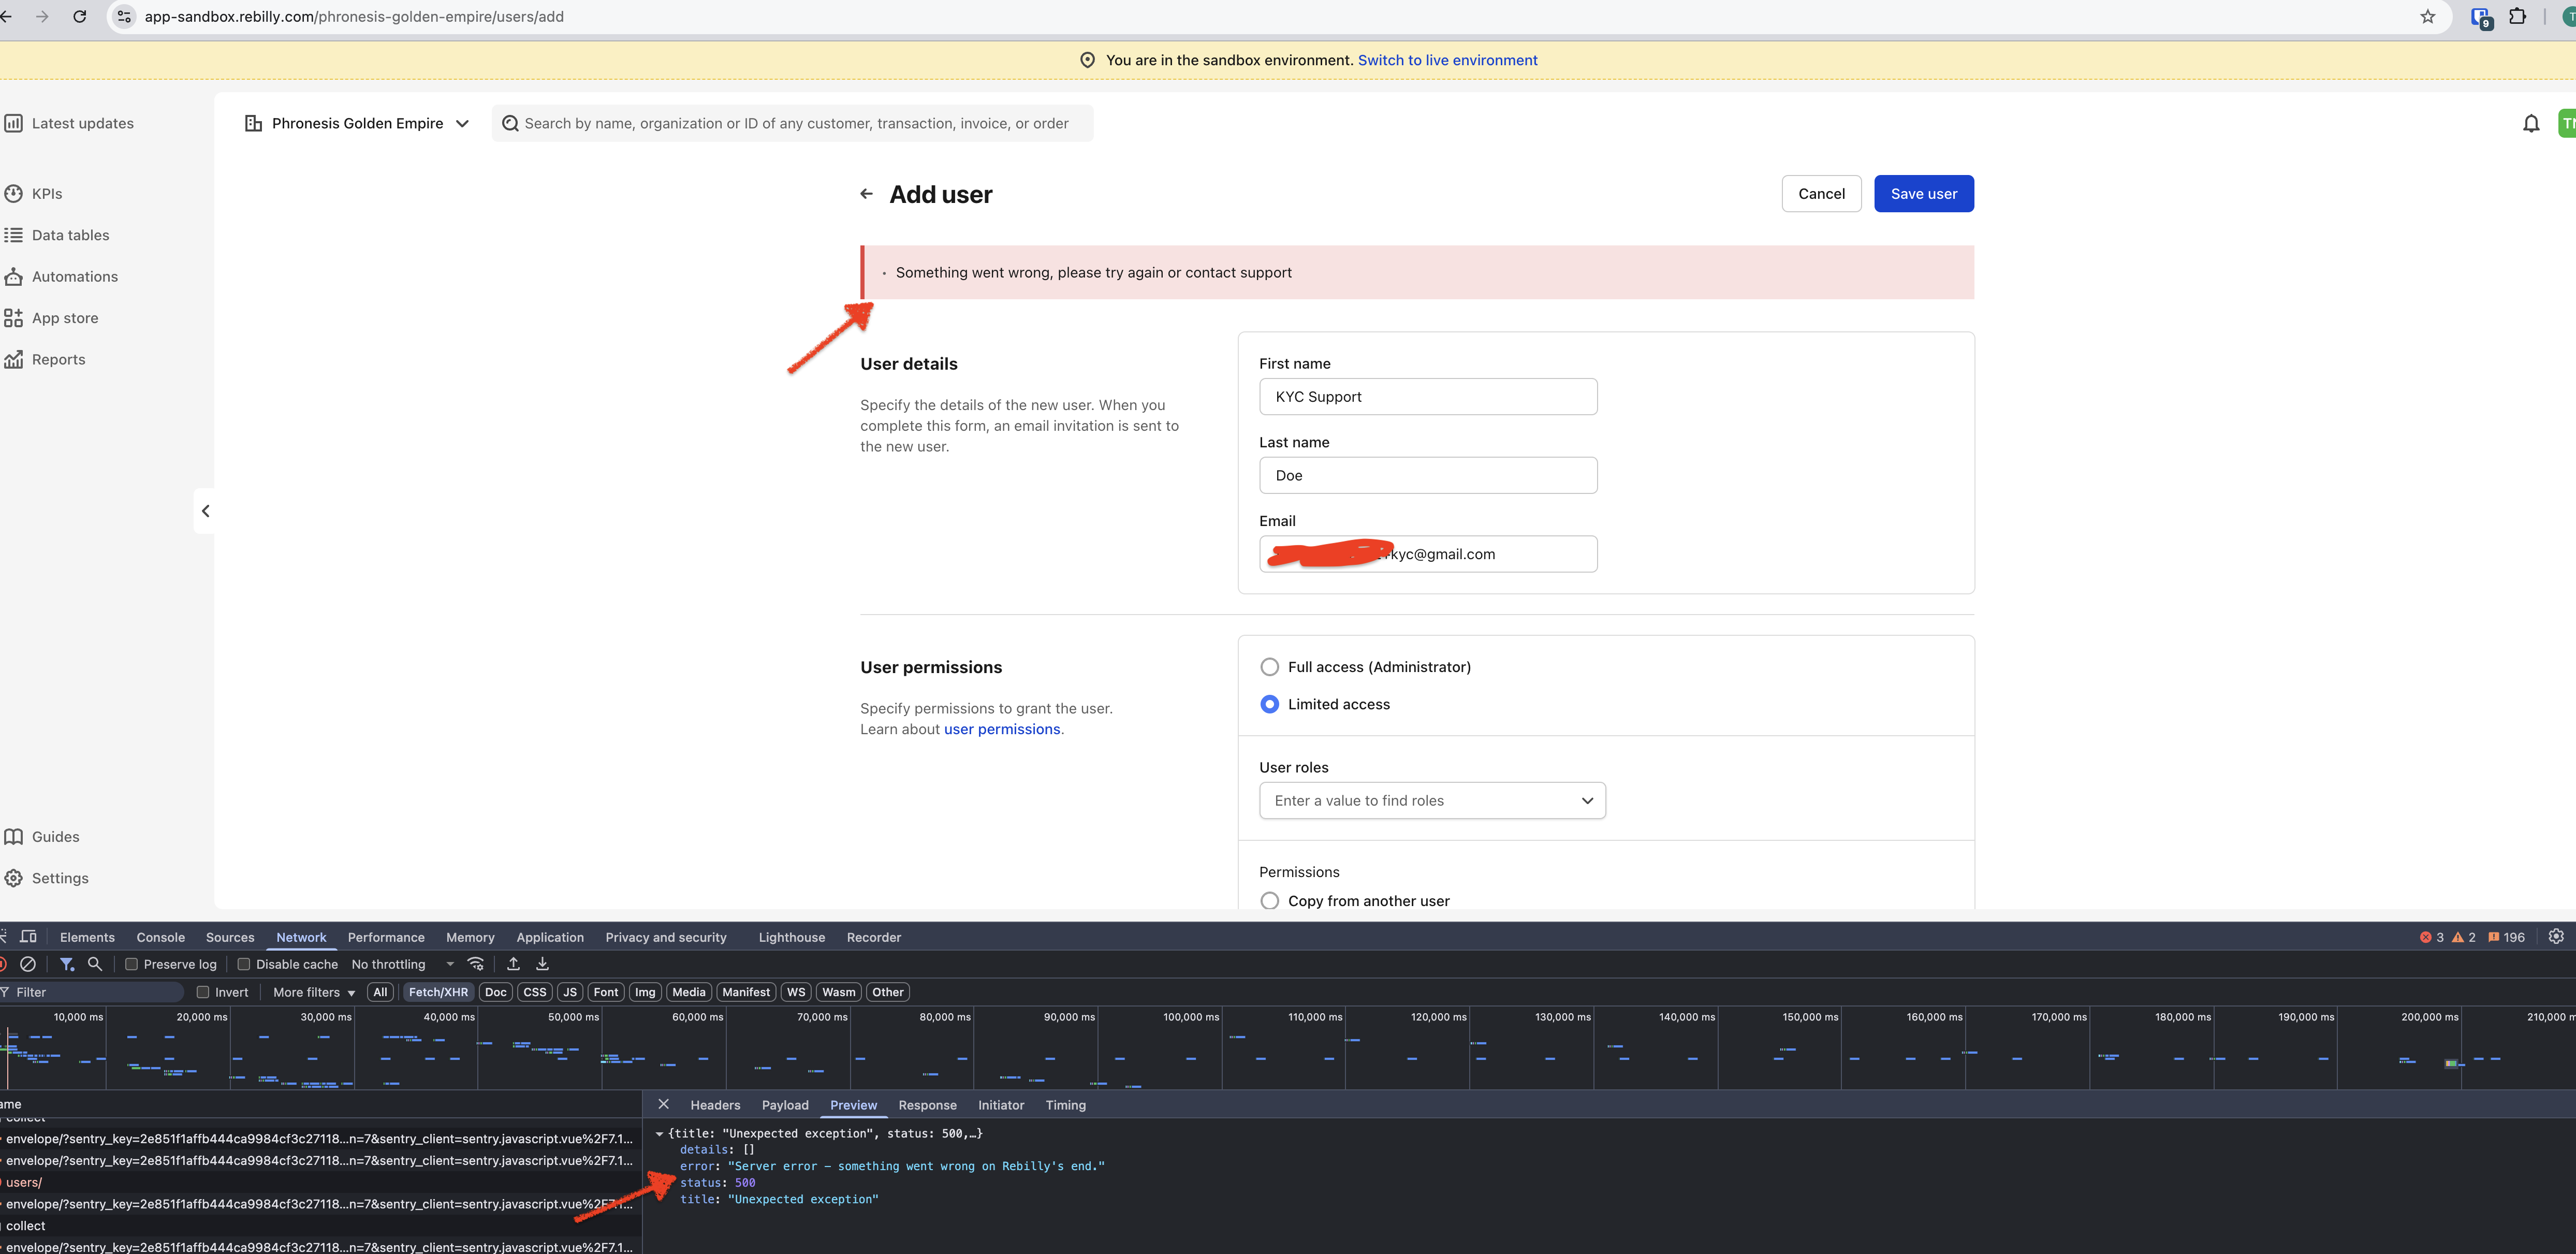 app-sandbox.rebilly.com/phronesis-golden-empire/users/add
9
You are in the sandbox environment. Switch to live environment
Latest updates
Phronesis Golden Empire
Search by name, organization or ID of any customer, transaction, invoice, or order
KPIs
Data tables
Automations
App store
Reports
Guides
Settings
Add user
Cancel
Save user
Something went wrong, please try again or contact support
User details
Specify the details of the new user. When you
complete this form, an email invitation is sent to
the new user.
First name
KYC Support
Last name
Doe
Email
kyc@gmail.com
User permissions
Specify permissions to grant the user.
Learn about user permissions.
Full access (Administrator)
Limited access
User roles
Enter a value to find roles
Permissions
Copy from another user
Elements Console Sources Network Performance Memory Application Privacy and security Lighthouse Recorder 3 2 196
Preserve log Disable cache No throttling
Filter Invert More filters All Fetch/XHR Doc CSS JS Font Img Media Manifest WS Wasm Other
10,000 ms 20,000 ms 30,000 ms 40,000 ms 50,000 ms 60,000 ms 70,000 ms 80,000 ms 90,000 ms 100,000 ms 110,000 ms 120,000 ms 130,000 ms 140,000 ms 150,000 ms 160,000 ms 170,000 ms 180,000 ms 190,000 ms 200,000 ms 210,000 m
ame
collect
envelope/?sentry_key=2e851f1affb444ca9984cf3c27118...n=7&sentry_client=sentry.javascript.vue%2F7.1...
envelope/?sentry_key=2e851f1affb444ca9984cf3c27118...n=7&sentry_client=sentry.javascript.vue%2F7.1...
users/
envelope/?sentry_key=2e851f1affb444ca9984cf3c27118...n=7&sentry_client=sentry.javascript.vue%2F7.1...
collect
envelope/?sentry_key=2e851f1affb444ca9984cf3c27118...n=7&sentry_client=sentry.javascript.vue%2F7.1...
Headers Payload Preview Response Initiator Timing
{title: "Unexpected exception", status: 500,…}
details: []
error: "Server error – something went wrong on Rebilly's end."
status: 500
title: "Unexpected exception"